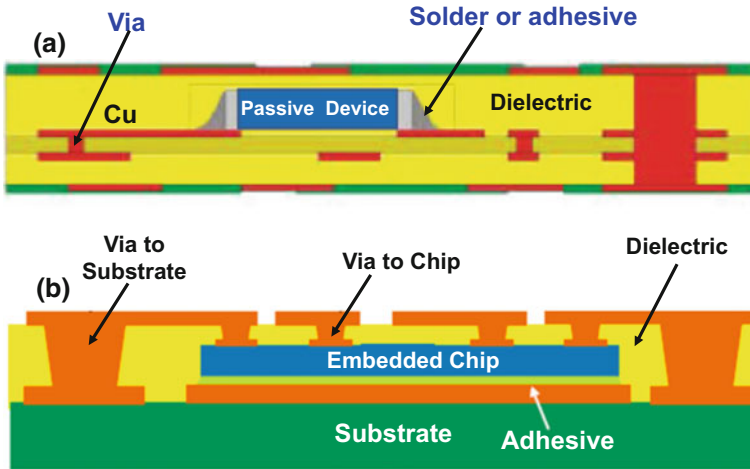 (a)
Via
Solder or adhesive
Cu
Passive Device
Dielectric
(b)
Via to
Substrate
Via to Chip
Dielectric
Embedded Chip
Substrate
Adhesive